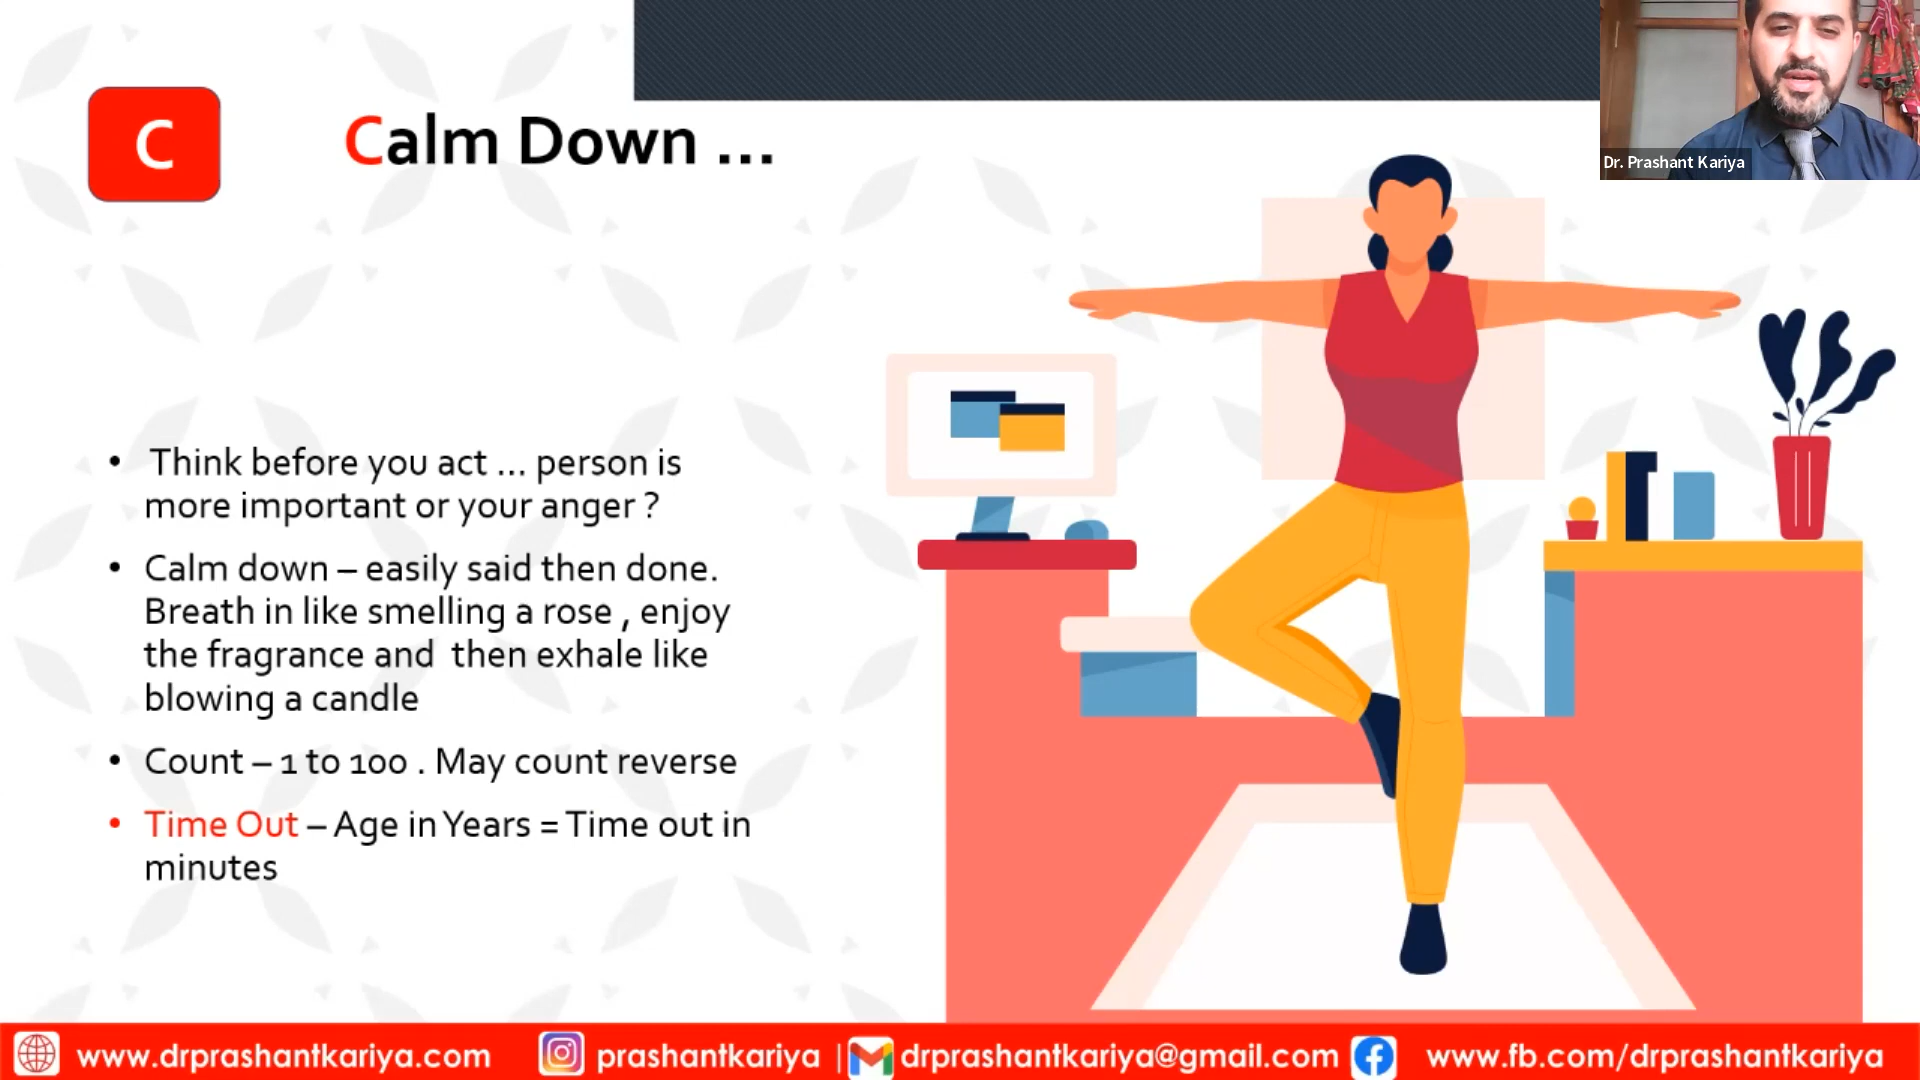 C
Calm Down ...
Dr. Prashant Kariya
• Think before you act ... person is
more important or your anger ?
• Calm down – easily said then done.
Breath in like smelling a rose , enjoy
the fragrance and then exhale like
blowing a candle
• Count – 1 to 100 . May count reverse
• Time Out – Age in Years = Time out in
minutes
www.drprashantkariya.com prashantkariya | drprashantkariya@gmail.com www.fb.com/drprashantkariya